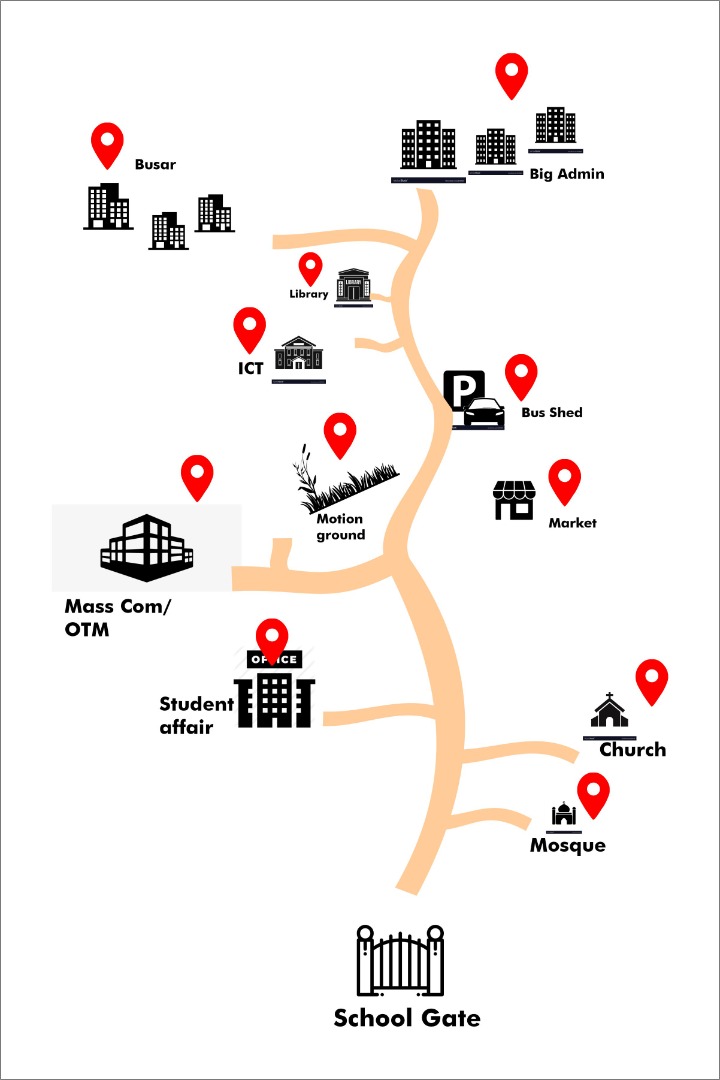 Busar
Big Admin
LIBRARY
Library
ICT
P
Bus Shed
Market
Motion
ground
Mass Com/
OTM
Student
affair
Church
Mosque
School Gate